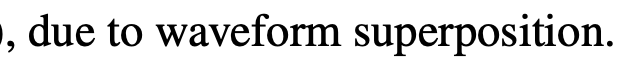 , due to waveform superposition.